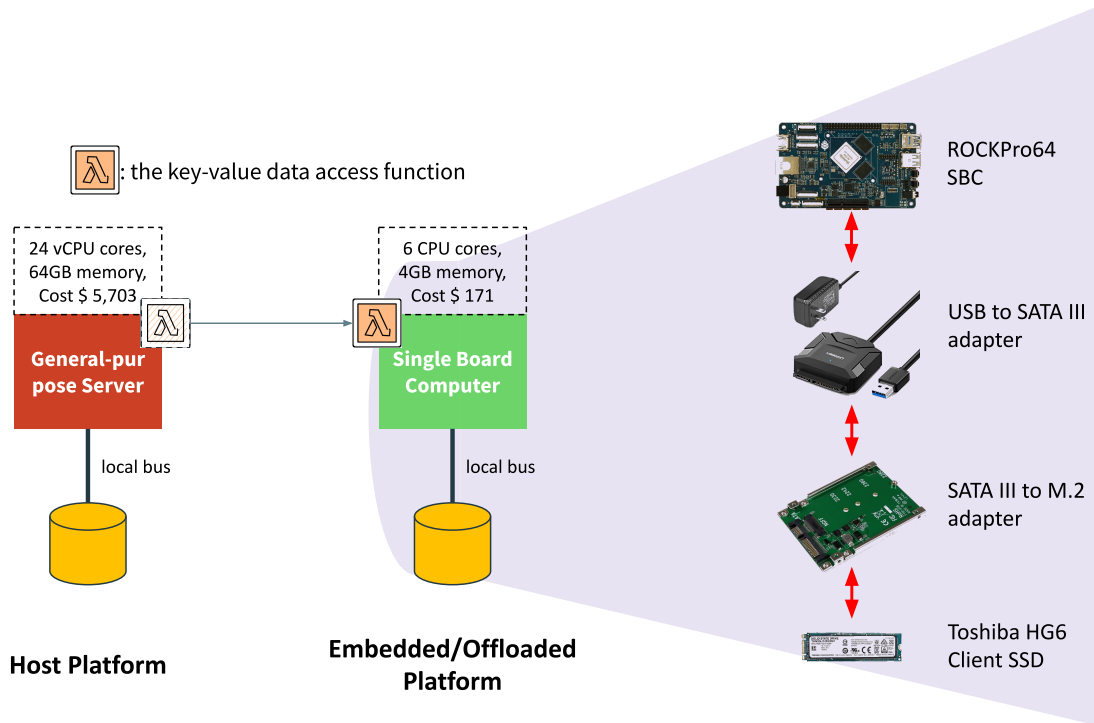 λ: the key-value data access function
24 vCPU cores,
64GB memory,
Cost $ 5,703
λ
General-pur
pose Server
local bus
Host Platform
6 CPU cores,
4GB memory,
Cost $ 171
λ
Single Board
Computer
local bus
Embedded/Offloaded
Platform
ROCKPro64
SBC
USB to SATA III
adapter
SATA III to M.2
adapter
Toshiba HG6
Client SSD